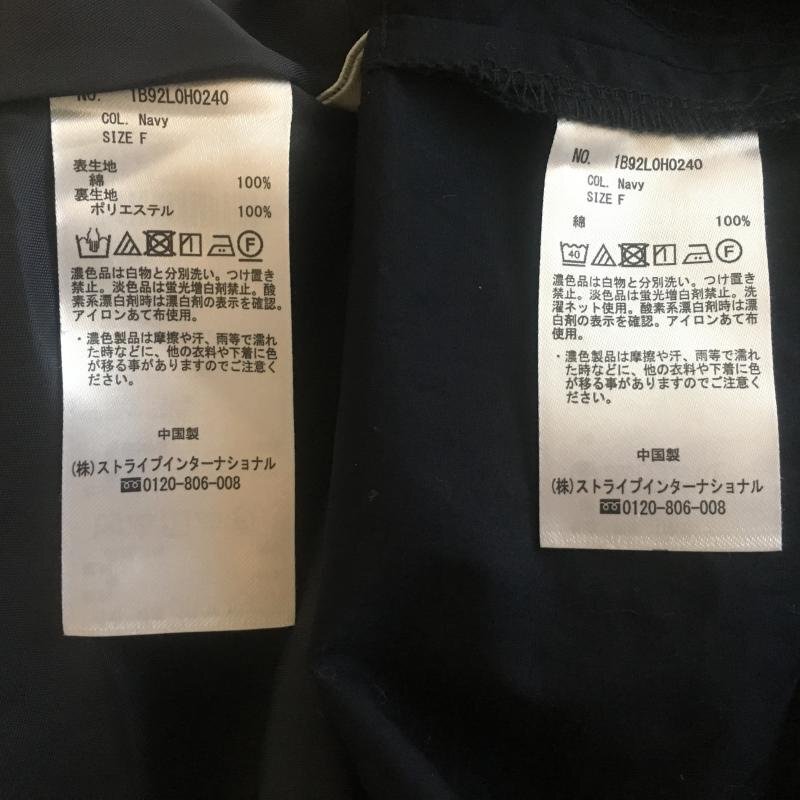 NO. 1B92L0H0240
COL. Navy
SIZE F
表生地
綿 100%
裏生地
ポリエステル 100%
F
濃色品は白物と分別洗い。つけ置き
禁止。淡色品は蛍光増白剤禁止。酸
素系漂白剤時は漂白剤の表示を確認。
アイロンあて布使用。
・濃色製品は摩擦や汗、雨等で濡れ
た時などに、他の衣料や下着に色
が移る事がありますのでご注意く
ださい。
中国製
(株)ストライプインターナショナル
0120-806-008
NO. 1B92L0H0240
COL. Navy
SIZE F
綿 100%
40 F
濃色品は白物と分別洗い。つけ置き
禁止。淡色品は蛍光増白剤禁止。洗
濯ネット使用。酸素系漂白剤時は漂
白剤の表示を確認。アイロンあて布
使用。
・濃色製品は摩擦や汗、雨等で濡れ
た時などに、他の衣料や下着に色
が移る事がありますのでご注意く
ださい。
中国製
(株)ストライプインターナショナル
0120-806-008